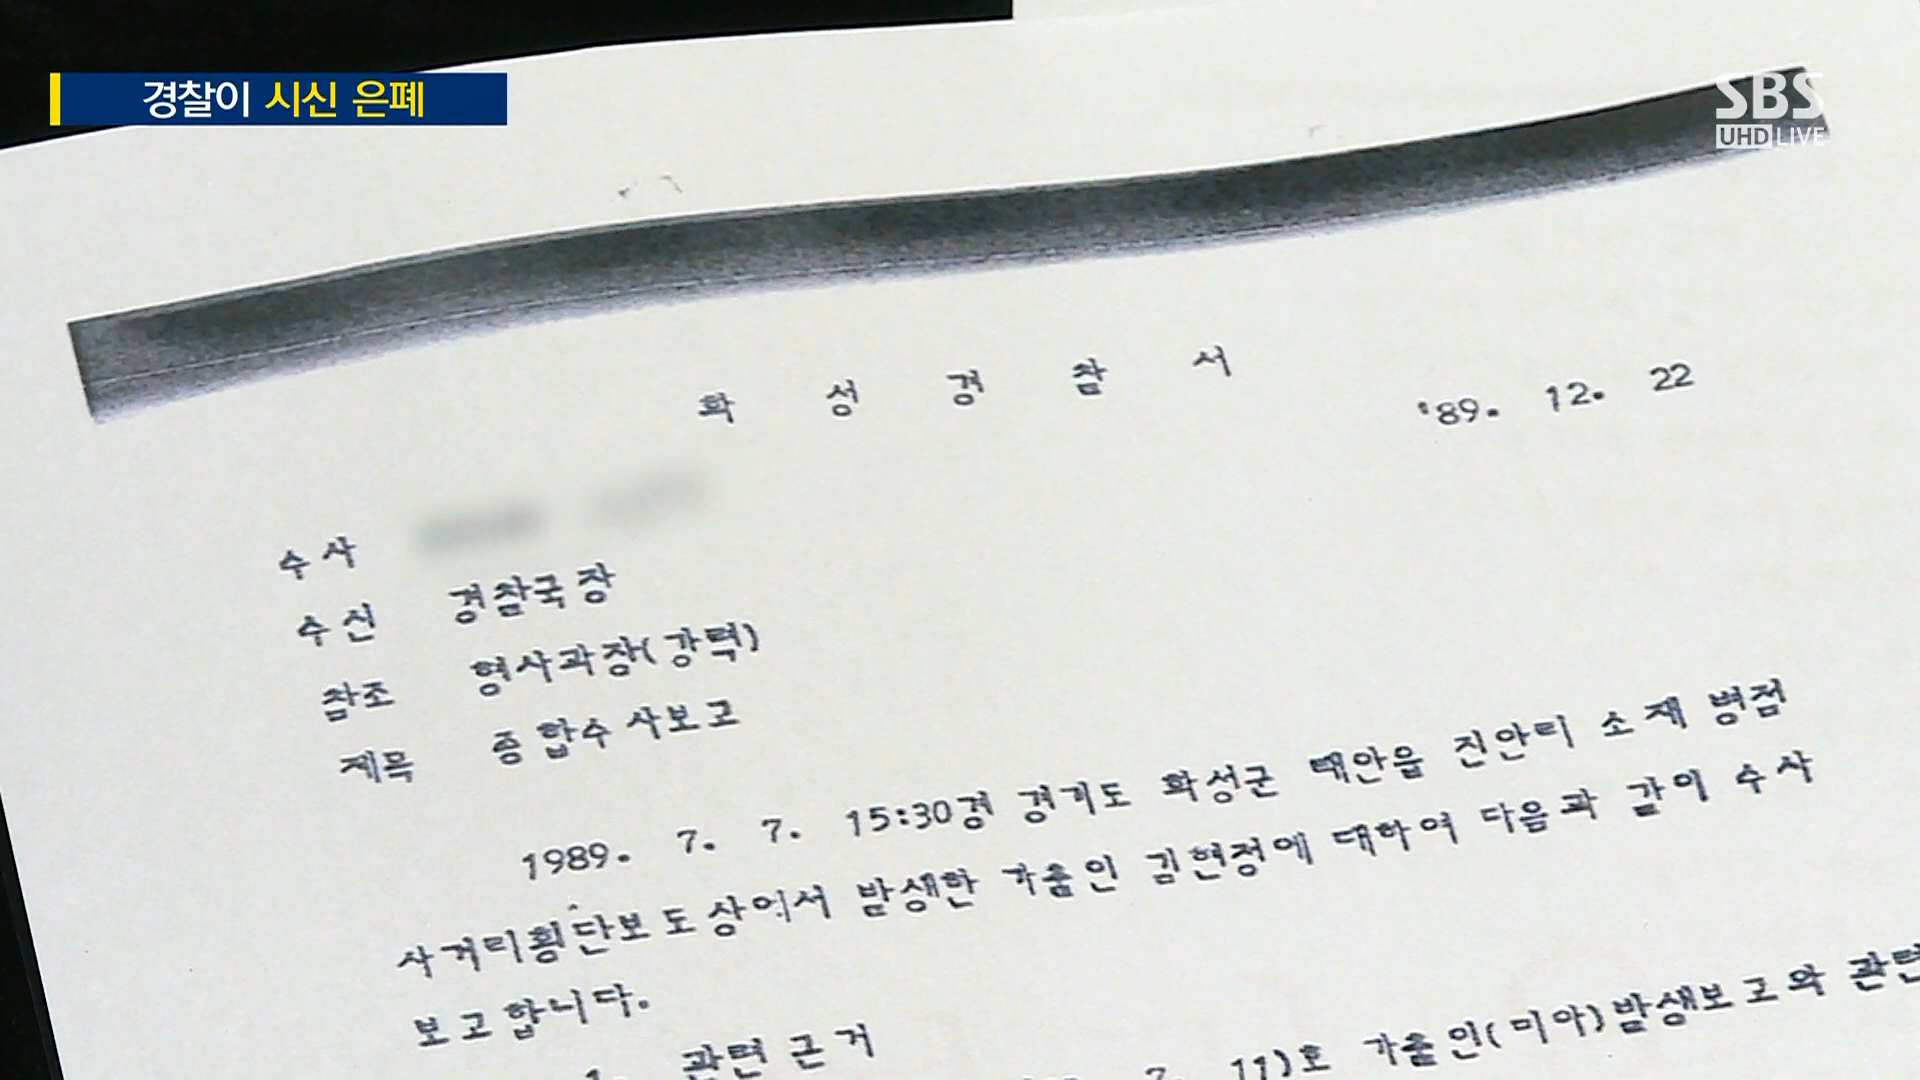 경찰이 시신 은폐
SBS
UHD LIVE
화 성 경 찰 서
'89. 12. 22
수사
수신 경찰국장
참조 형사과장(강력)
제목 종합수사보고
1989. 7. 7. 15:30경 경기도 화성군 태안읍 진안리 소재 병점
사거리횡단보도상에서 발생한 가출인 김현정에 대하여 다음과 같이 수사
보고합니다.
1. 관련근거
7. 11)호 가출인(미아)발생보고와 관련